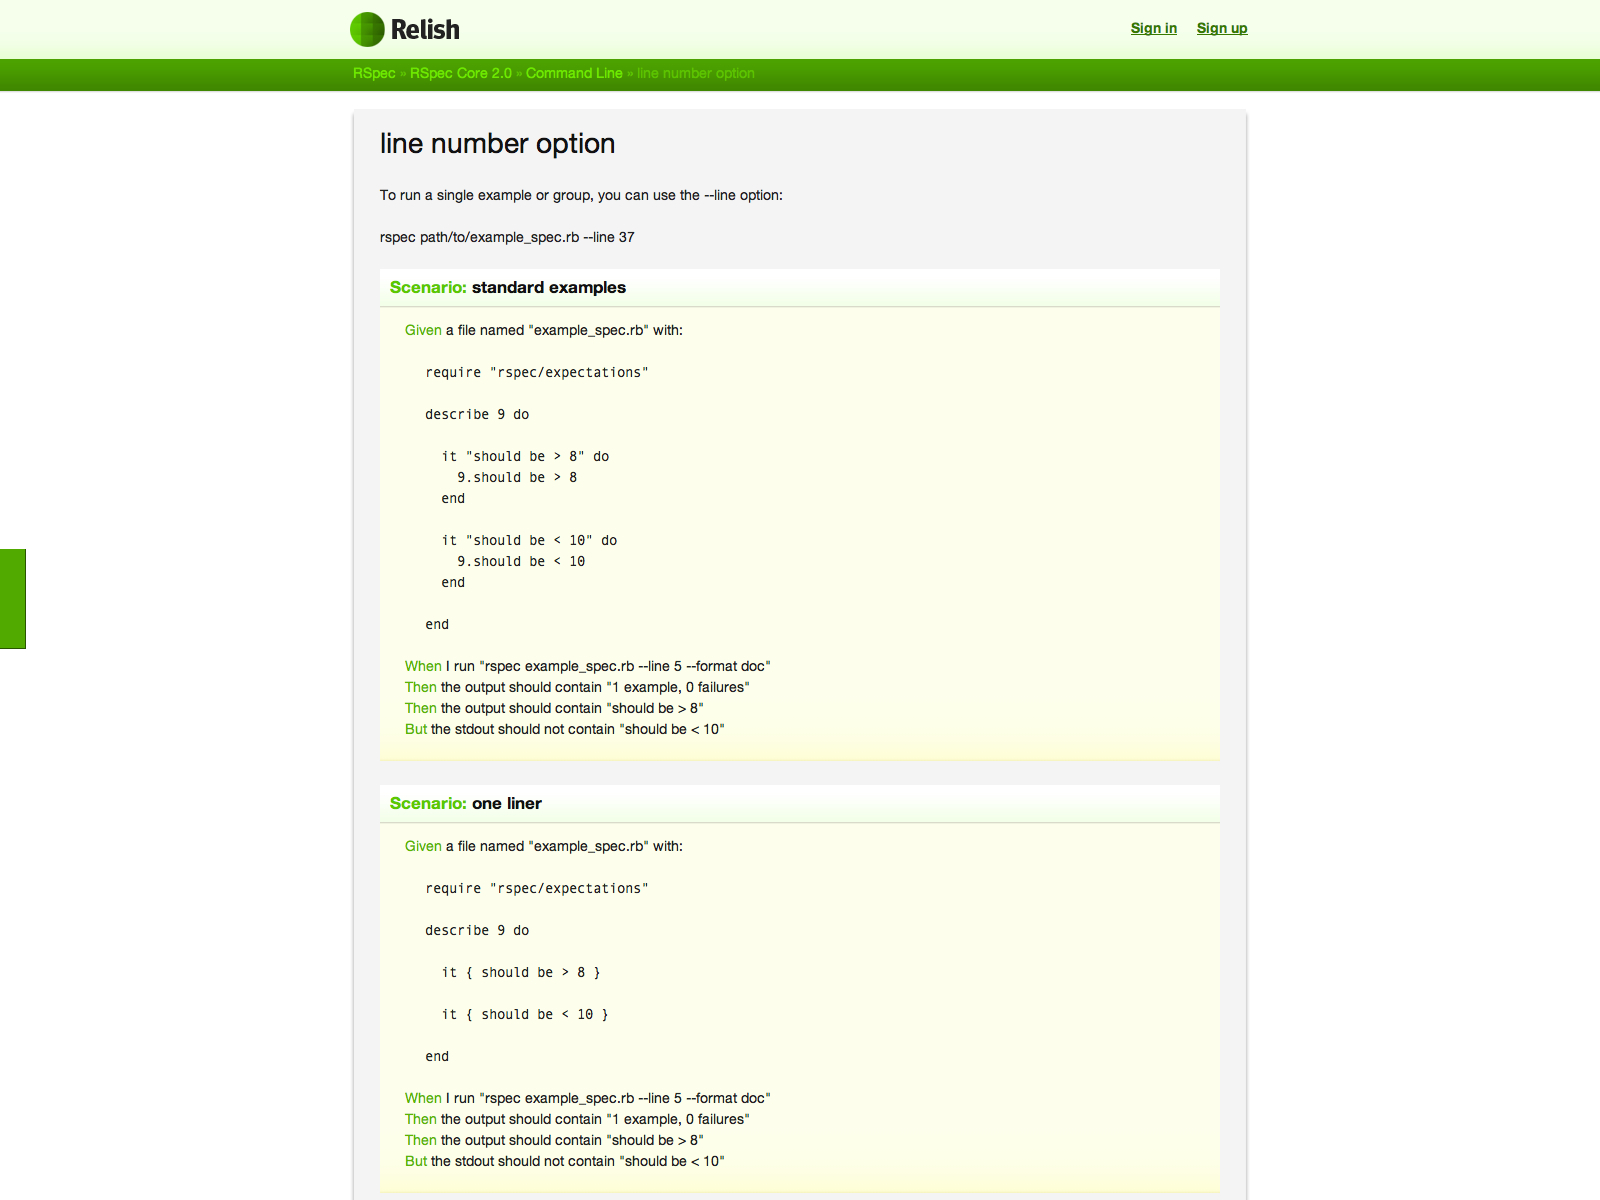 Relish
Sign in Sign up
RSpec » RSpec Core 2.0 » Command Line » line number option
line number option
To run a single example or group, you can use the --line option:
rspec path/to/example_spec.rb --line 37
Scenario: standard examples
Given a file named "example_spec.rb" with:
require "rspec/expectations"
describe 9 do
it "should be > 8" do
9.should be > 8
end
it "should be < 10" do
9.should be < 10
end
end
When I run "rspec example_spec.rb --line 5 --format doc"
Then the output should contain "1 example, 0 failures"
Then the output should contain "should be > 8"
But the stdout should not contain "should be < 10"
Scenario: one liner
Given a file named "example_spec.rb" with:
require "rspec/expectations"
describe 9 do
it { should be > 8 }
it { should be < 10 }
end
When I run "rspec example_spec.rb --line 5 --format doc"
Then the output should contain "1 example, 0 failures"
Then the output should contain "should be > 8"
But the stdout should not contain "should be < 10"